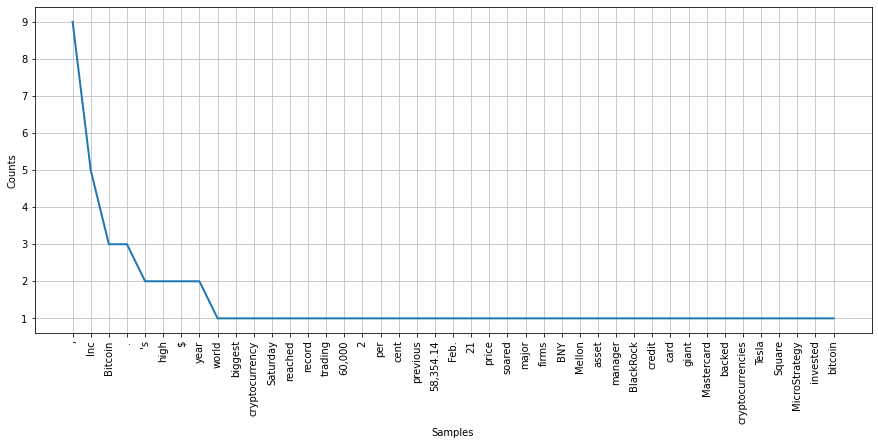 9
8
7
6
5
4
3
2
1
Counts
,
Inc
Bitcoin
.
's
high
$
year
world
biggest
cryptocurrency
Saturday
reached
record
trading
60,000
2
per
cent
previous
58,354.14
Feb.
21
price
soared
major
firms
BNY
Mellon
asset
manager
BlackRock
credit
card
giant
Mastercard
backed
cryptocurrencies
Tesla
Square
MicroStrategy
invested
bitcoin
Samples